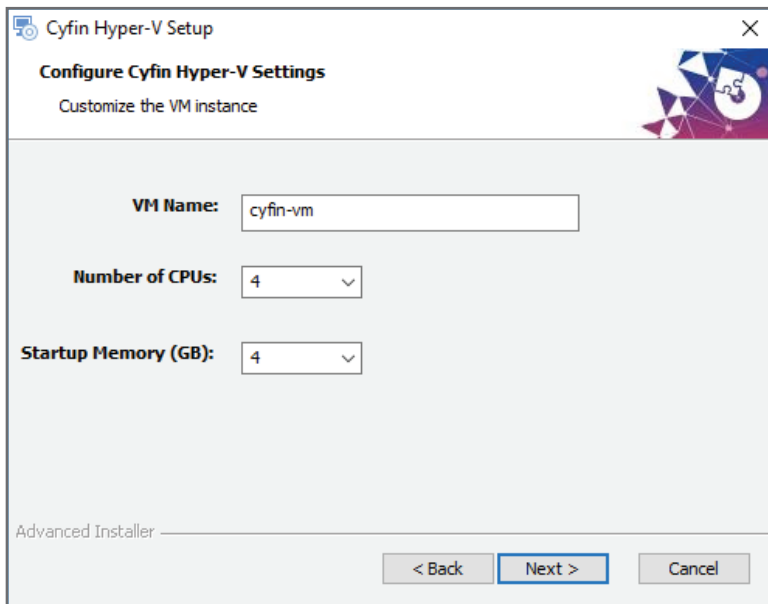 Cyfin Hyper-V Setup
Configure Cyfin Hyper-V Settings
Customize the VM instance
VM Name: cyfin-vm
Number of CPUs: 4
Startup Memory (GB): 4
Advanced Installer
< Back Next > Cancel